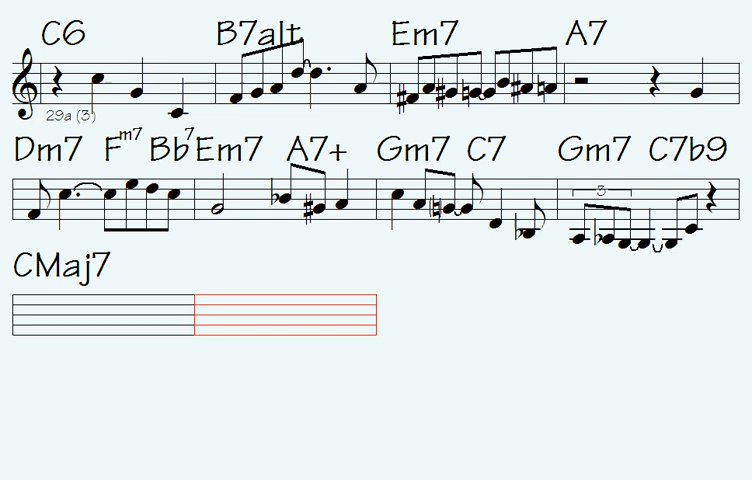 C6 B7alt Em7 A7
29a (3')
Dm7 Fm7 Bb7 Em7 A7+ Gm7 C7 Gm7 C7b9
3
CMaj7